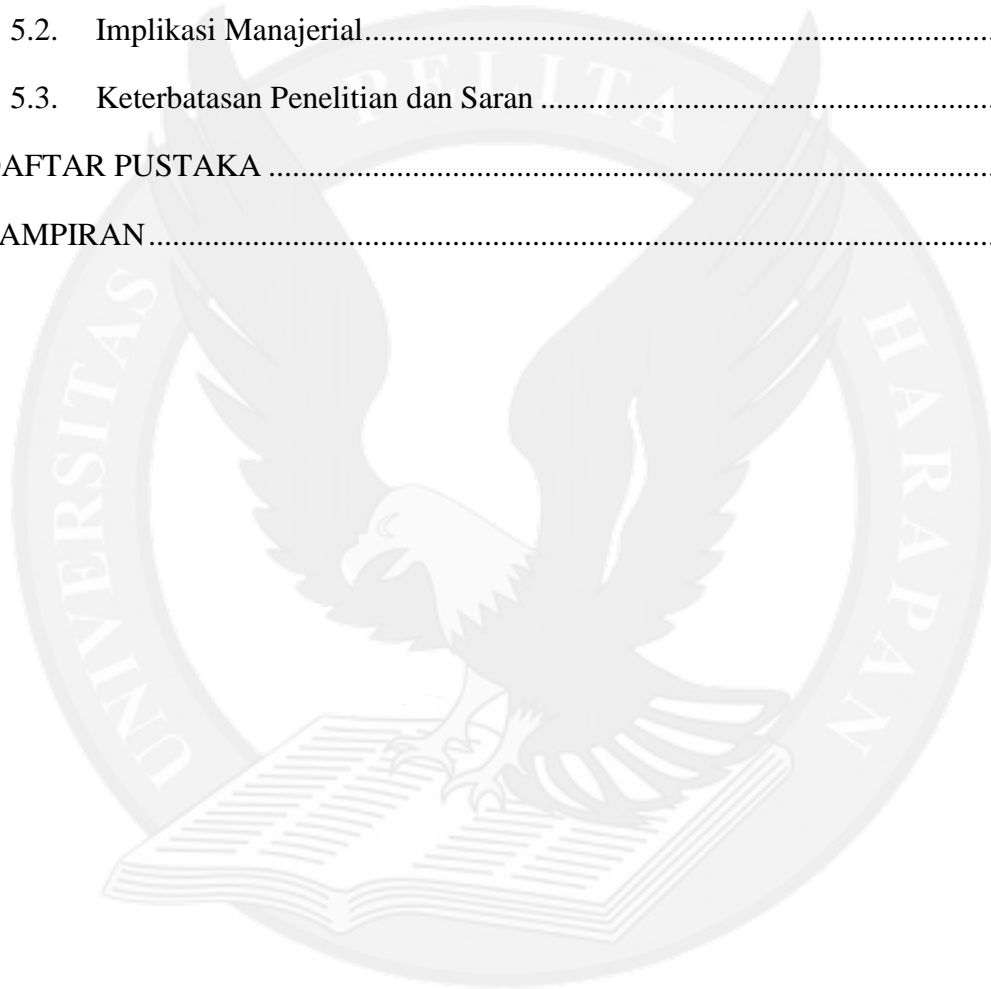 5.2. Implikasi Manajerial..........................................................................................
5.3. Keterbatasan Penelitian dan Saran ...................................................................
AFTAR PUSTAKA ....................................................................................................
AMPIRAN..................................................................................................................
UNIVERSITAS PELITA HARAPAN